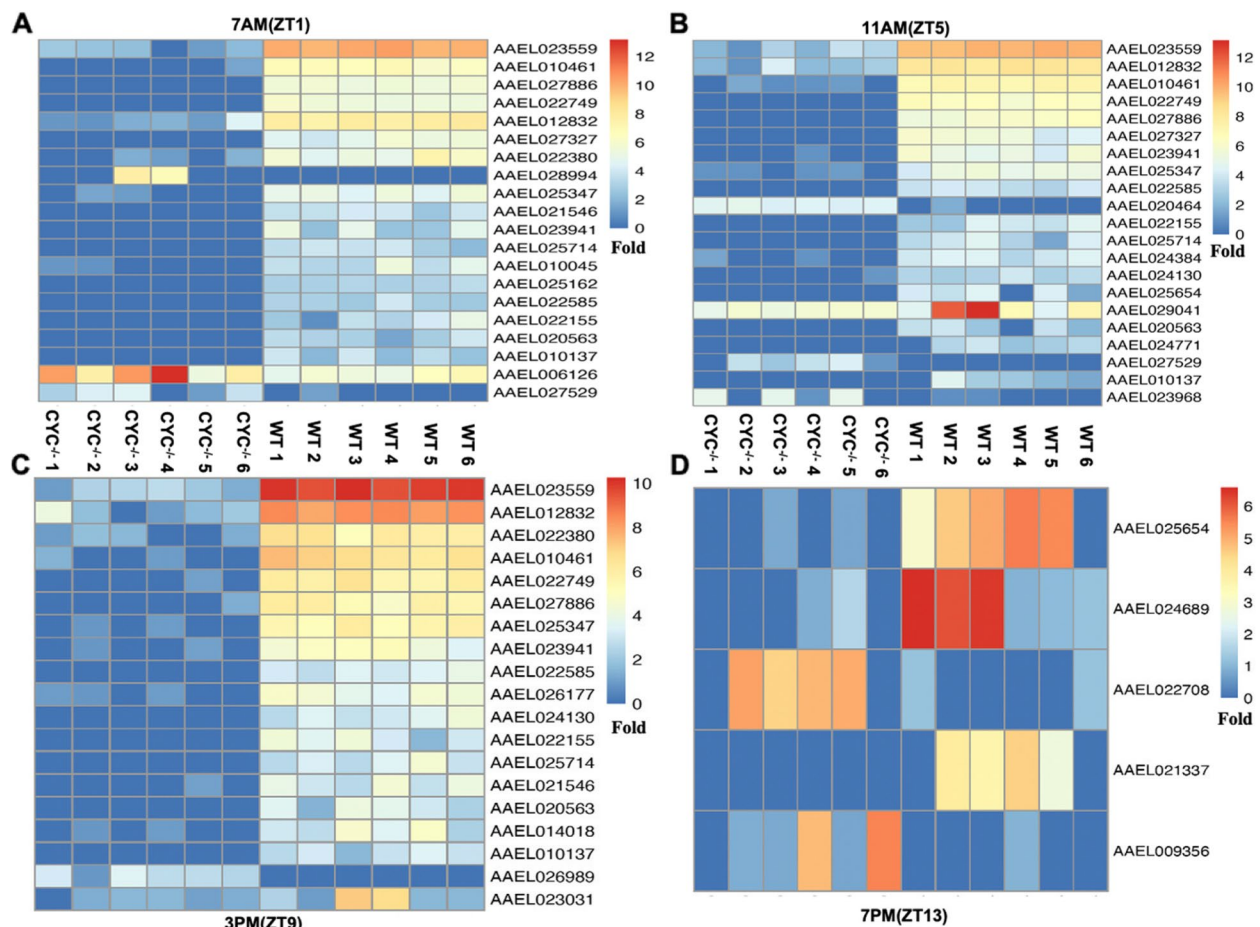 A
7AM(ZT1)
AAEL023559
AAEL010461
AAEL027886
AAEL022749
AAEL012832
AAEL027327
AAEL022380
AAEL028994
AAEL025347
AAEL021546
AAEL023941
AAEL025714
AAEL010045
AAEL025162
AAEL022585
AAEL022155
AAEL020563
AAEL010137
AAEL006126
AAEL027529
12
10
8
6
4
2
0
Fold
CYC-/- 1
CYC-/- 2
CYC-/- 3
CYC-/- 4
CYC-/- 5
CYC-/- 6
WT 1
WT 2
WT 3
WT 4
WT 5
WT 6
B
11AM(ZT5)
AAEL023559
AAEL012832
AAEL010461
AAEL022749
AAEL027886
AAEL027327
AAEL023941
AAEL025347
AAEL022585
AAEL020464
AAEL022155
AAEL025714
AAEL024384
AAEL024130
AAEL025654
AAEL029041
AAEL020563
AAEL024771
AAEL027529
AAEL010137
AAEL023968
12
10
8
6
4
2
0
Fold
CYC-/- 1
CYC-/- 2
CYC-/- 3
CYC-/- 4
CYC-/- 5
CYC-/- 6
WT 1
WT 2
WT 3
WT 4
WT 5
WT 6
C
AAEL023559
AAEL012832
AAEL022380
AAEL010461
AAEL022749
AAEL027886
AAEL025347
AAEL023941
AAEL022585
AAEL026177
AAEL024130
AAEL022155
AAEL025714
AAEL021546
AAEL020563
AAEL014018
AAEL010137
AAEL026989
AAEL023031
10
8
6
4
2
0
Fold
3PM(ZT9)
D
AAEL025654
AAEL024689
AAEL022708
AAEL021337
AAEL009356
6
5
4
3
2
1
0
Fold
7PM(ZT13)